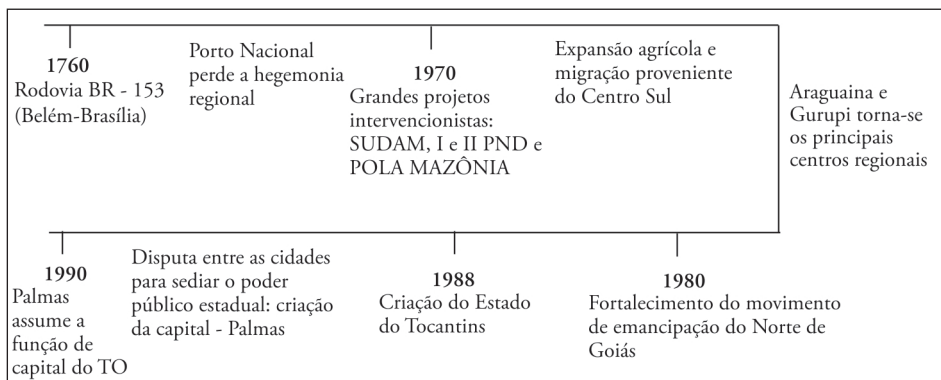 1760
Rodovia BR - 153
(Belém-Brasília)
Porto Nacional
perde a hegemonia
regional
1970
Grandes projetos
intervencionistas:
SUDAM, I e II PND e
POLA MAZÔNIA
Expansão agrícola e
migração proveniente
do Centro Sul
Araguaina e
Gurupi torna-se
os principais
centros regionais
1980
Fortalecimento do movimento
de emancipação do Norte de
Goiás
1988
Criação do Estado
do Tocantins
Disputa entre as cidades
para sediar o poder
público estadual: criação
da capital - Palmas
1990
Palmas
assume a
função de
capital do TO